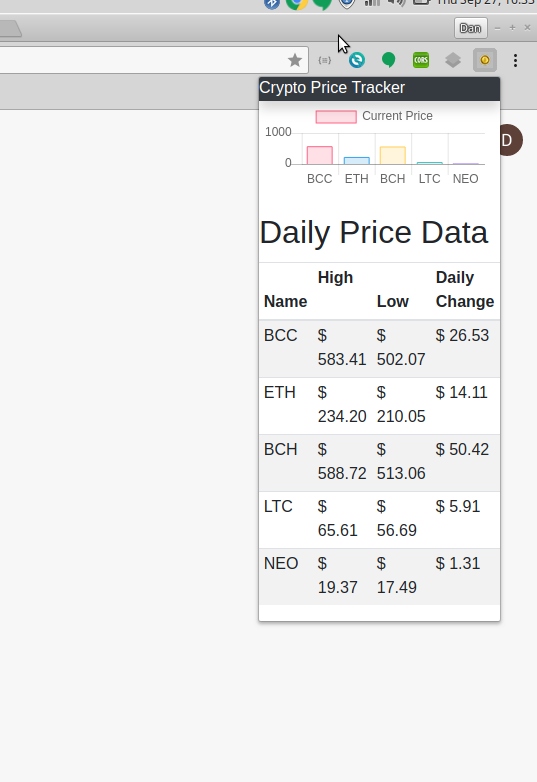 Thu Sep 27,
Dan
CORS
Crypto Price Tracker
Current Price
1000
0
BCC ETH BCH LTC NEO
D
Daily Price Data
Name High Low Daily Change
BCC $ 583.41 $ 502.07 $ 26.53
ETH $ 234.20 $ 210.05 $ 14.11
BCH $ 588.72 $ 513.06 $ 50.42
LTC $ 65.61 $ 56.69 $ 5.91
NEO $ 19.37 $ 17.49 $ 1.31